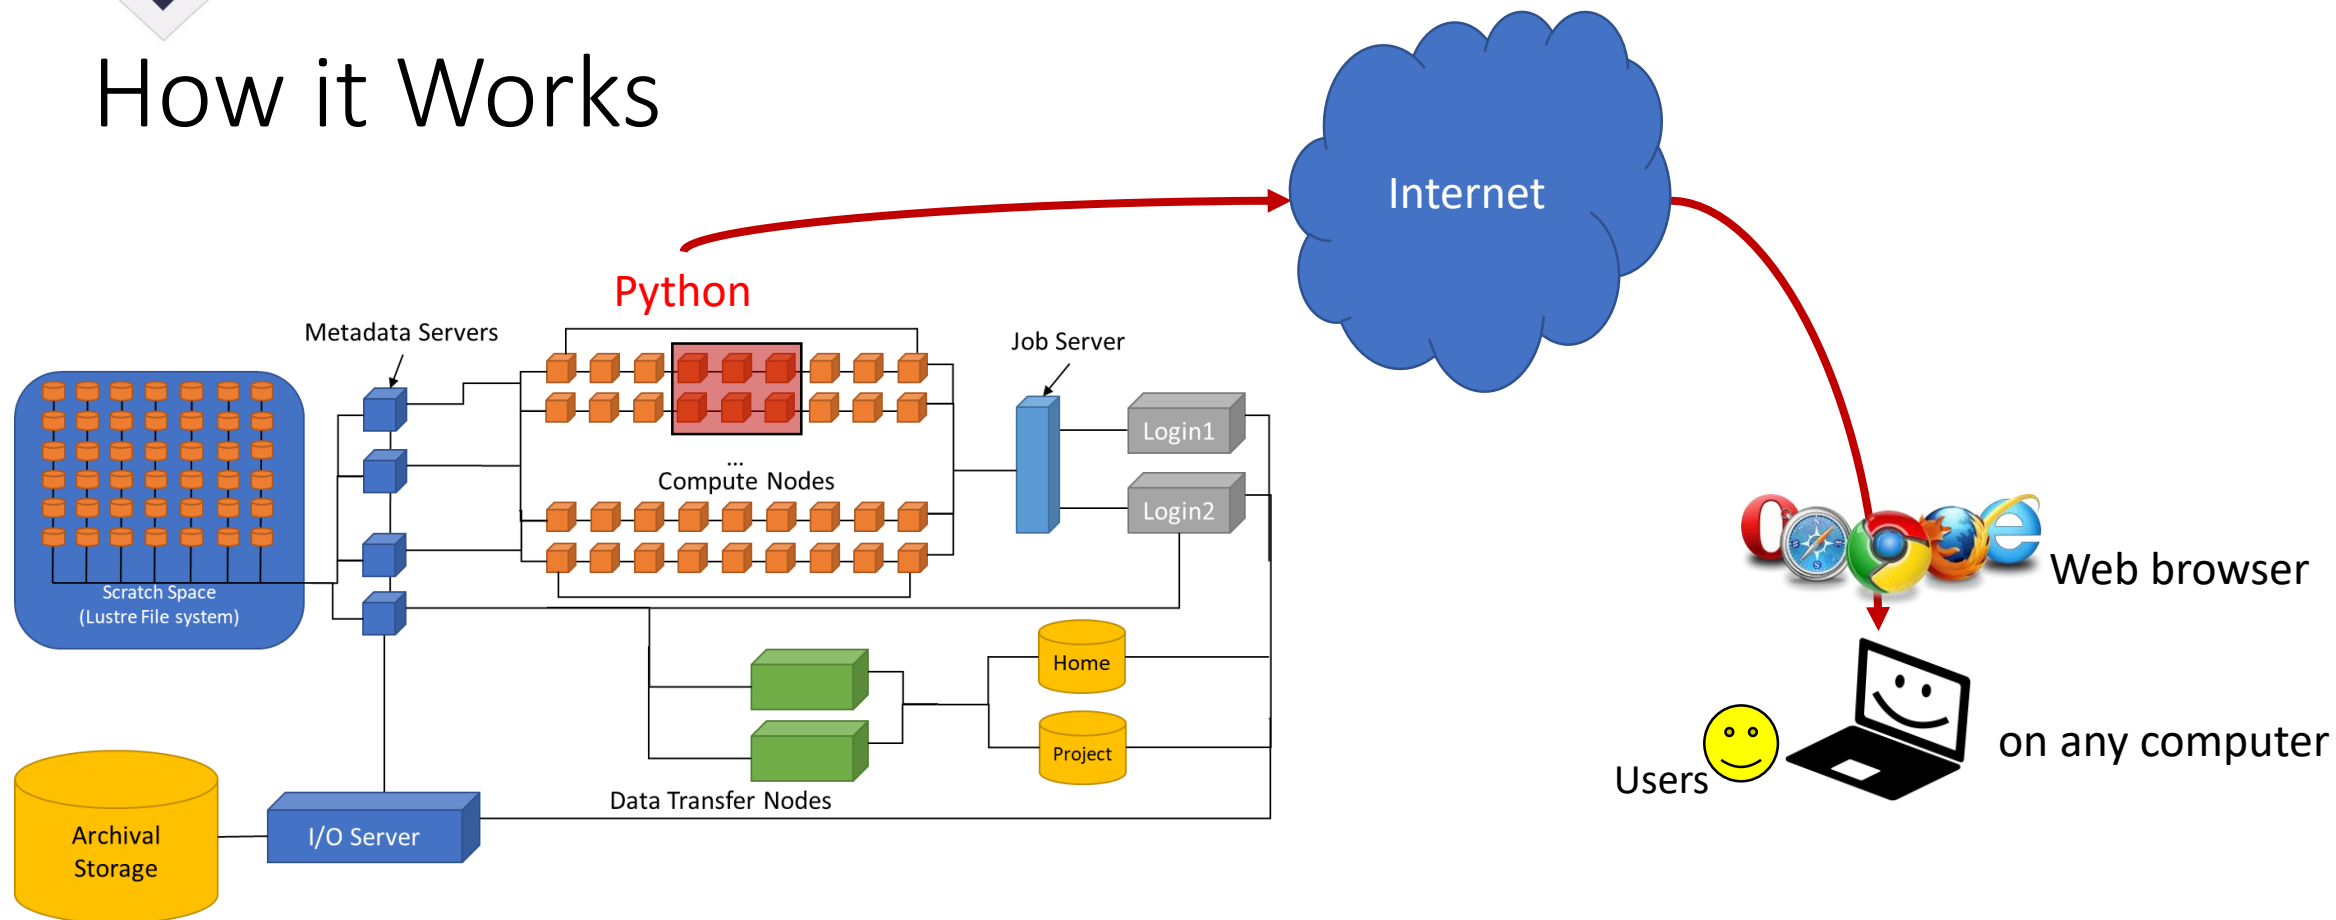 How it Works
Internet
Python
Metadata Servers
Job Server
Login1
...
Compute Nodes
Login2
Scratch Space
(Lustre File system)
Web browser
Home
Project
on any computer
Users
Data Transfer Nodes
Archival
Storage
I/O Server